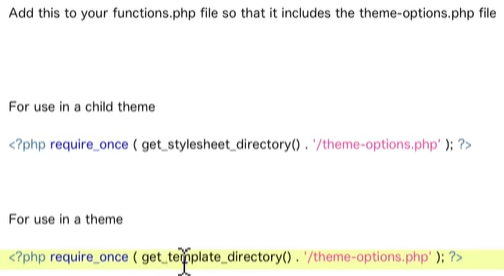 Add this to your functions.php file so that it includes the theme-options.php file
For use in a child theme
<?php require_once ( get_stylesheet_directory() . '/theme-options.php' ); ?>
For use in a theme
<?php require_once ( get_template_directory() . '/theme-options.php' ); ?>